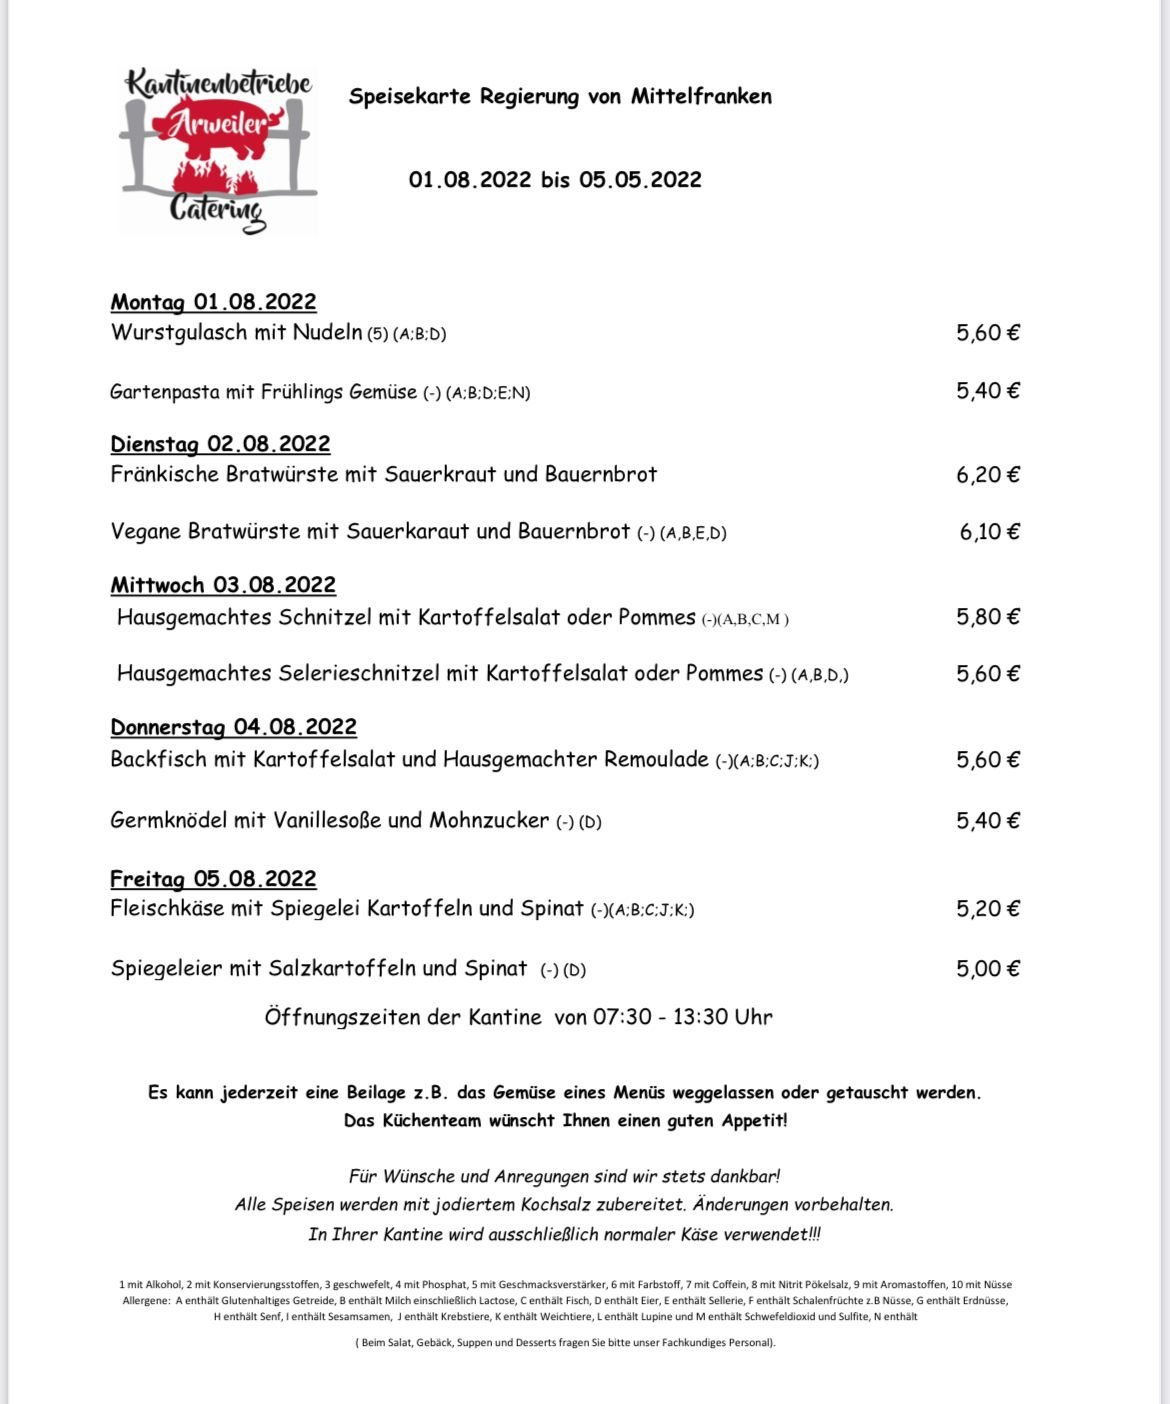 Kantinenbetriebe
Arweiler
Catering
Speisekarte Regierung von Mittelfranken
01.08.2022 bis 05.05.2022
Montag 01.08.2022
Wurstgulasch mit Nudeln (5) (A;B;D) 5,60 €
Gartenpasta mit Frühlings Gemüse (-) (A;B;D;E;N) 5,40 €
Dienstag 02.08.2022
Fränkische Bratwürste mit Sauerkraut und Bauernbrot 6,20 €
Vegane Bratwürste mit Sauerkaraut und Bauernbrot (-) (A,B,E,D) 6,10 €
Mittwoch 03.08.2022
Hausgemachtes Schnitzel mit Kartoffelsalat oder Pommes (-)(A,B,C,M ) 5,80 €
Hausgemachtes Selerieschnitzel mit Kartoffelsalat oder Pommes (-) (A,B,D,) 5,60 €
Donnerstag 04.08.2022
Backfisch mit Kartoffelsalat und Hausgemachter Remoulade (-)(A;B;C;J;K;) 5,60 €
Germknödel mit Vanillesoße und Mohnzucker (-) (D) 5,40 €
Freitag 05.08.2022
Fleischkäse mit Spiegelei Kartoffeln und Spinat (-)(A;B;C;J;K;) 5,20 €
Spiegeleier mit Salzkartoffeln und Spinat (-) (D) 5,00 €
Öffnungszeiten der Kantine von 07:30 - 13:30 Uhr
Es kann jederzeit eine Beilage z.B. das Gemüse eines Menüs weggelassen oder getauscht werden.
Das Küchenteam wünscht Ihnen einen guten Appetit!
Für Wünsche und Anregungen sind wir stets dankbar!
Alle Speisen werden mit jodiertem Kochsalz zubereitet. Änderungen vorbehalten.
In Ihrer Kantine wird ausschließlich normaler Käse verwendet!!!
1 mit Alkohol, 2 mit Konservierungsstoffen, 3 geschwefelt, 4 mit Phosphat, 5 mit Geschmacksverstärker, 6 mit Farbstoff, 7 mit Coffein, 8 mit Nitrit Pökelsalz, 9 mit Aromastoffen, 10 mit Nüsse
Allergene: A enthält Glutenhaltiges Getreide, B enthält Milch einschließlich Lactose, C enthält Fisch, D enthält Eier, E enthält Sellerie, F enthält Schalenfrüchte z.B Nüsse, G enthält Erdnüsse,
H enthält Senf, I enthält Sesamsamen, J enthält Krebstiere, K enthält Weichtiere, L enthält Lupine und M enthält Schwefeldioxid und Sulfite, N enthält
( Beim Salat, Gebäck, Suppen und Desserts fragen Sie bitte unser Fachkundiges Personal).